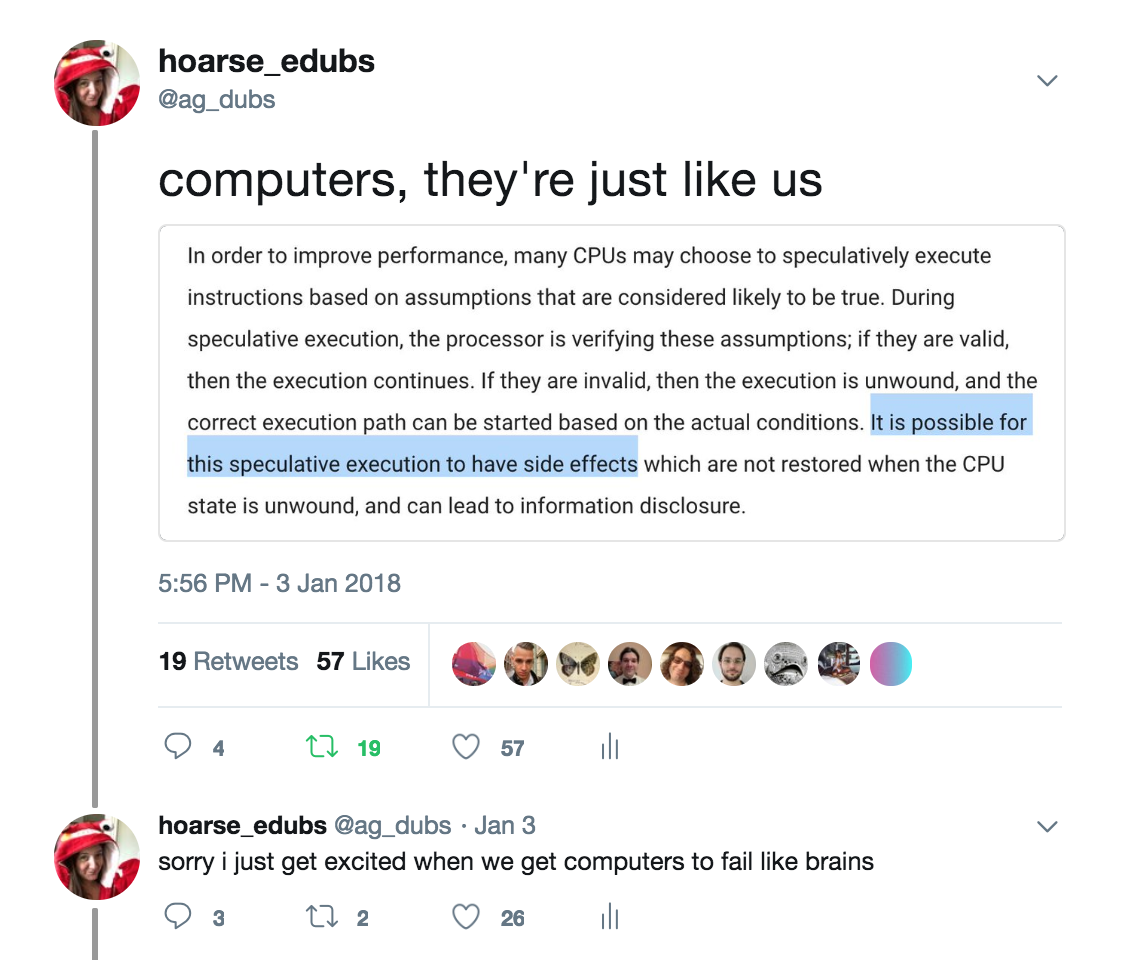 hoarse_edubs
@ag_dubs
computers, they're just like us
In order to improve performance, many CPUs may choose to speculatively execute
instructions based on assumptions that are considered likely to be true. During
speculative execution, the processor is verifying these assumptions; if they are valid,
then the execution continues. If they are invalid, then the execution is unwound, and the
correct execution path can be started based on the actual conditions. It is possible for
this speculative execution to have side effects which are not restored when the CPU
state is unwound, and can lead to information disclosure.
5:56 PM - 3 Jan 2018
19 Retweets 57 Likes
4 19 57
hoarse_edubs @ag_dubs · Jan 3
sorry i just get excited when we get computers to fail like brains
3 2 26